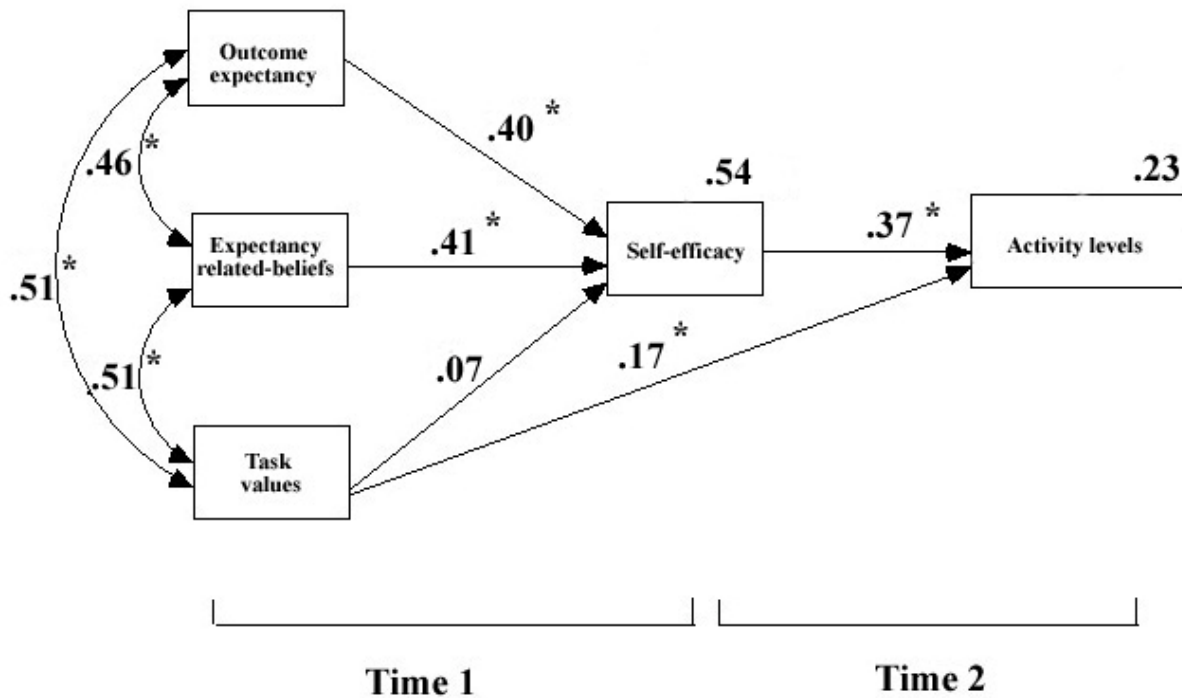 Outcome
expectancy
.40 *
.46 *
.54
.23
Expectancy
related-beliefs
.41 *
Self-efficacy
.37 *
Activity levels
.51 *
.51 *
.07
.17 *
Task
values
Time 1
Time 2